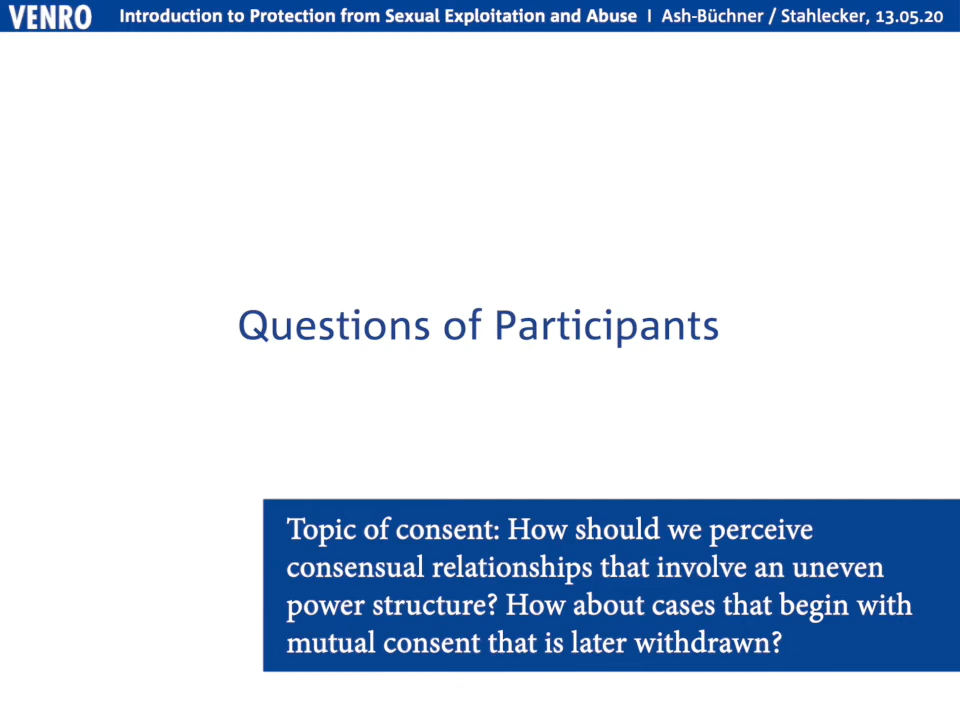 VENRO Introduction to Protection from Sexual Exploitation and Abuse I Ash-Büchner / Stahlecker, 13.05.20
Questions of Participants
Topic of consent: How should we perceive
consensual relationships that involve an uneven
power structure? How about cases that begin with
mutual consent that is later withdrawn?